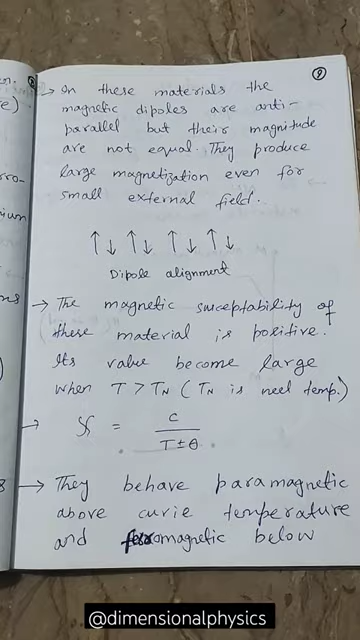 9
→ In these materials the
magnetic dipoles are anti-
parallel but their magnitude
are not equal. They produce
large magnetization even for
small external field.
↑↓ ↑↓ ↑↓ ↑↓
Dipole alignment
→ The magnetic susceptability of
these material is positive.
Its value become large
when T > TN ( TN is neel temp.)
→ = C / T ± θ
→ They behave paramagnetic
above curie temperature
and ferromagnetic below
@dimensionalphysics